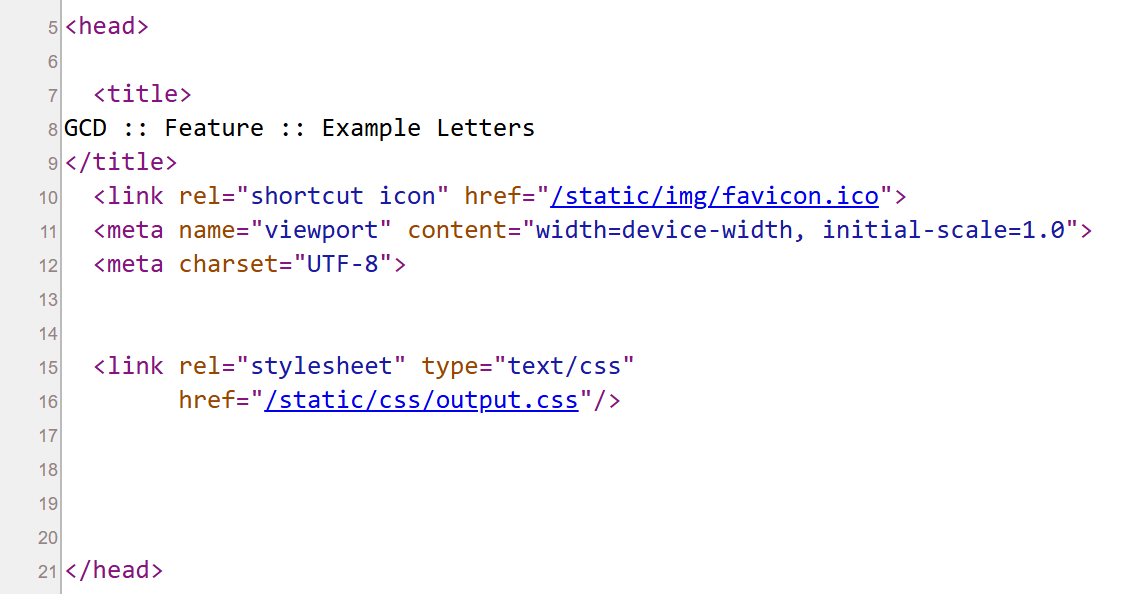 5 <head>
6
7   <title>
8 GCD :: Feature :: Example Letters
9 </title>
10   <link rel="shortcut icon" href="/static/img/favicon.ico">
11   <meta name="viewport" content="width=device-width, initial-scale=1.0">
12   <meta charset="UTF-8">
13
14
15   <link rel="stylesheet" type="text/css"
16         href="/static/css/output.css"/>
17
18
19
20
21 </head>